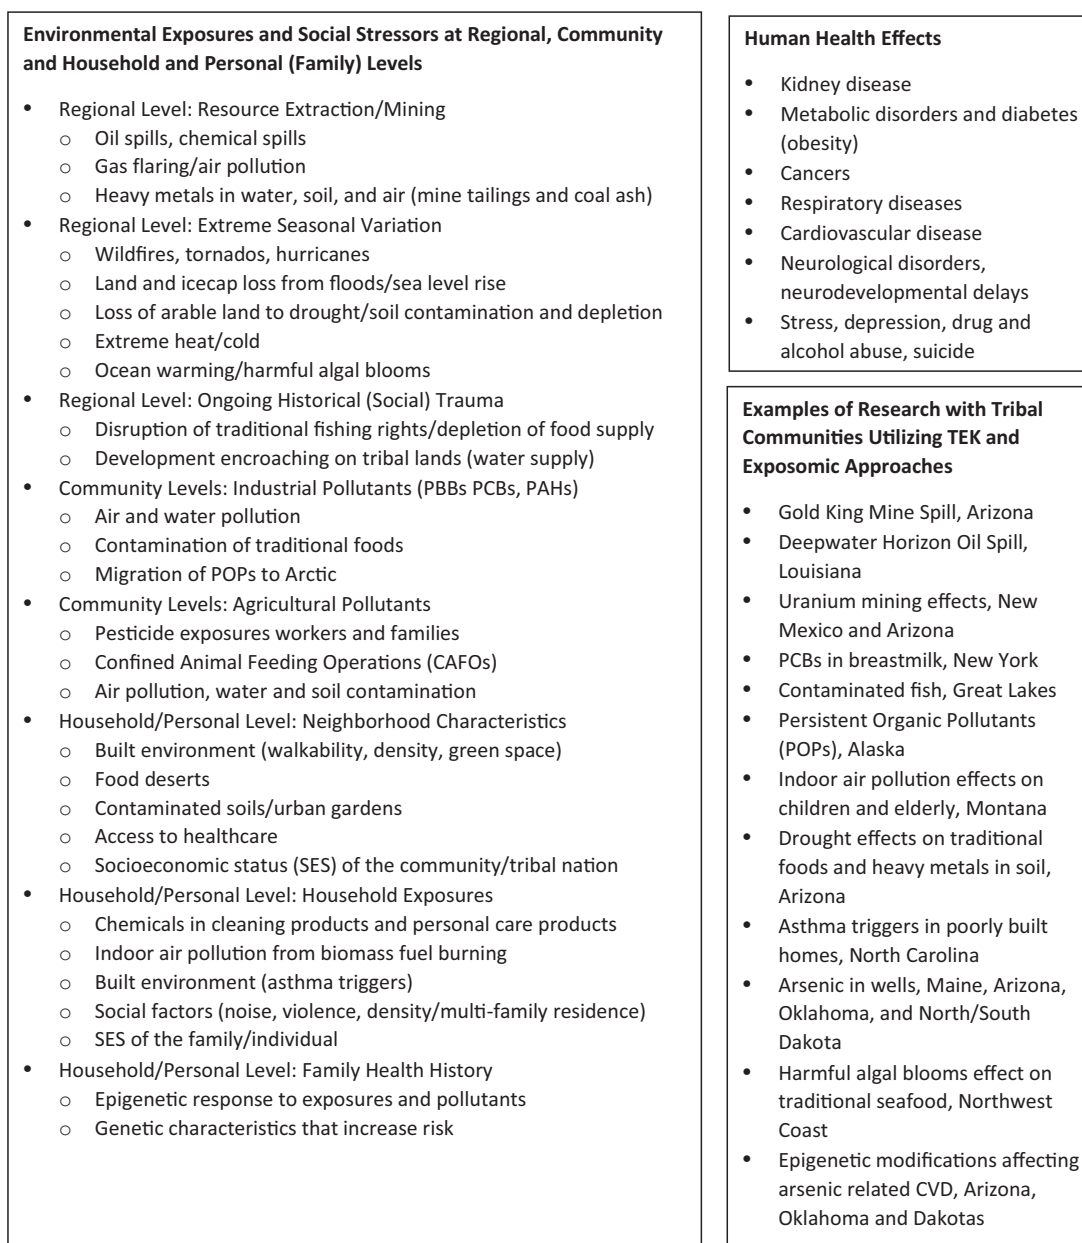 Environmental Exposures and Social Stressors at Regional, Community
and Household and Personal (Family) Levels
• Regional Level: Resource Extraction/Mining
o Oil spills, chemical spills
o Gas flaring/air pollution
o Heavy metals in water, soil, and air (mine tailings and coal ash)
• Regional Level: Extreme Seasonal Variation
o Wildfires, tornados, hurricanes
o Land and icecap loss from floods/sea level rise
o Loss of arable land to drought/soil contamination and depletion
o Extreme heat/cold
o Ocean warming/harmful algal blooms
• Regional Level: Ongoing Historical (Social) Trauma
o Disruption of traditional fishing rights/depletion of food supply
o Development encroaching on tribal lands (water supply)
• Community Levels: Industrial Pollutants (PBBs PCBs, PAHs)
o Air and water pollution
o Contamination of traditional foods
o Migration of POPs to Arctic
• Community Levels: Agricultural Pollutants
o Pesticide exposures workers and families
o Confined Animal Feeding Operations (CAFOs)
o Air pollution, water and soil contamination
• Household/Personal Level: Neighborhood Characteristics
o Built environment (walkability, density, green space)
o Food deserts
o Contaminated soils/urban gardens
o Access to healthcare
o Socioeconomic status (SES) of the community/tribal nation
• Household/Personal Level: Household Exposures
o Chemicals in cleaning products and personal care products
o Indoor air pollution from biomass fuel burning
o Built environment (asthma triggers)
o Social factors (noise, violence, density/multi-family residence)
o SES of the family/individual
• Household/Personal Level: Family Health History
o Epigenetic response to exposures and pollutants
o Genetic characteristics that increase risk
Human Health Effects
• Kidney disease
• Metabolic disorders and diabetes
(obesity)
• Cancers
• Respiratory diseases
• Cardiovascular disease
• Neurological disorders,
neurodevelopmental delays
• Stress, depression, drug and
alcohol abuse, suicide
Examples of Research with Tribal
Communities Utilizing TEK and
Exposomic Approaches
• Gold King Mine Spill, Arizona
• Deepwater Horizon Oil Spill,
Louisiana
• Uranium mining effects, New
Mexico and Arizona
• PCBs in breastmilk, New York
• Contaminated fish, Great Lakes
• Persistent Organic Pollutants
(POPs), Alaska
• Indoor air pollution effects on
children and elderly, Montana
• Drought effects on traditional
foods and heavy metals in soil,
Arizona
• Asthma triggers in poorly built
homes, North Carolina
• Arsenic in wells, Maine, Arizona,
Oklahoma, and North/South
Dakota
• Harmful algal blooms effect on
traditional seafood, Northwest
Coast
• Epigenetic modifications affecting
arsenic related CVD, Arizona,
Oklahoma and Dakotas